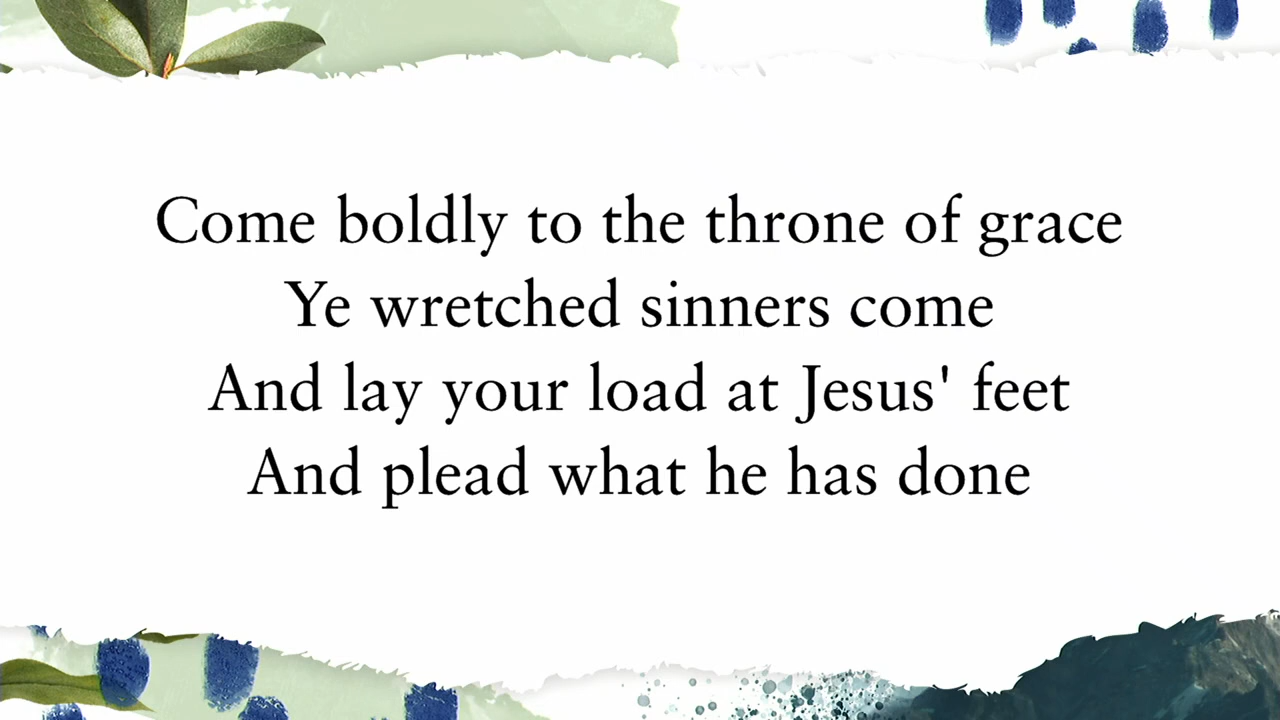 Come boldly to the throne of grace
Ye wretched sinners come
And lay your load at Jesus' feet
And plead what he has done